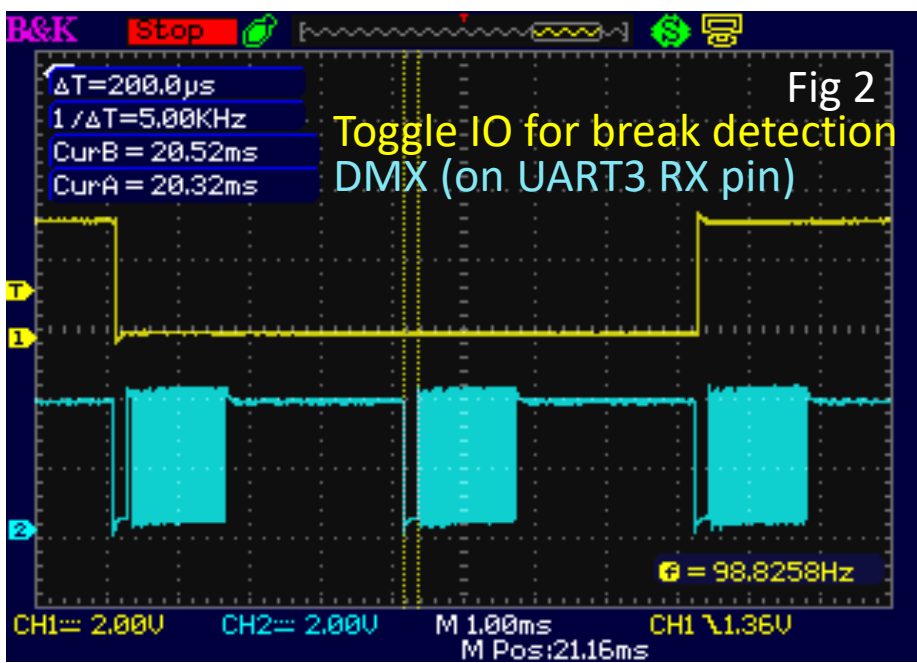 B&K Stop S
ΔT=200.0µs
Fig 2
1/ΔT=5.00KHz
Toggle IO for break detection
CurB = 20.52ms
DMX (on UART3 RX pin)
CurA = 20.32ms
T
1
2
f = 98.8258Hz
CH1 2.00V CH2 2.00V M 1.00ms CH1 1.36V
M Pos:21.16ms